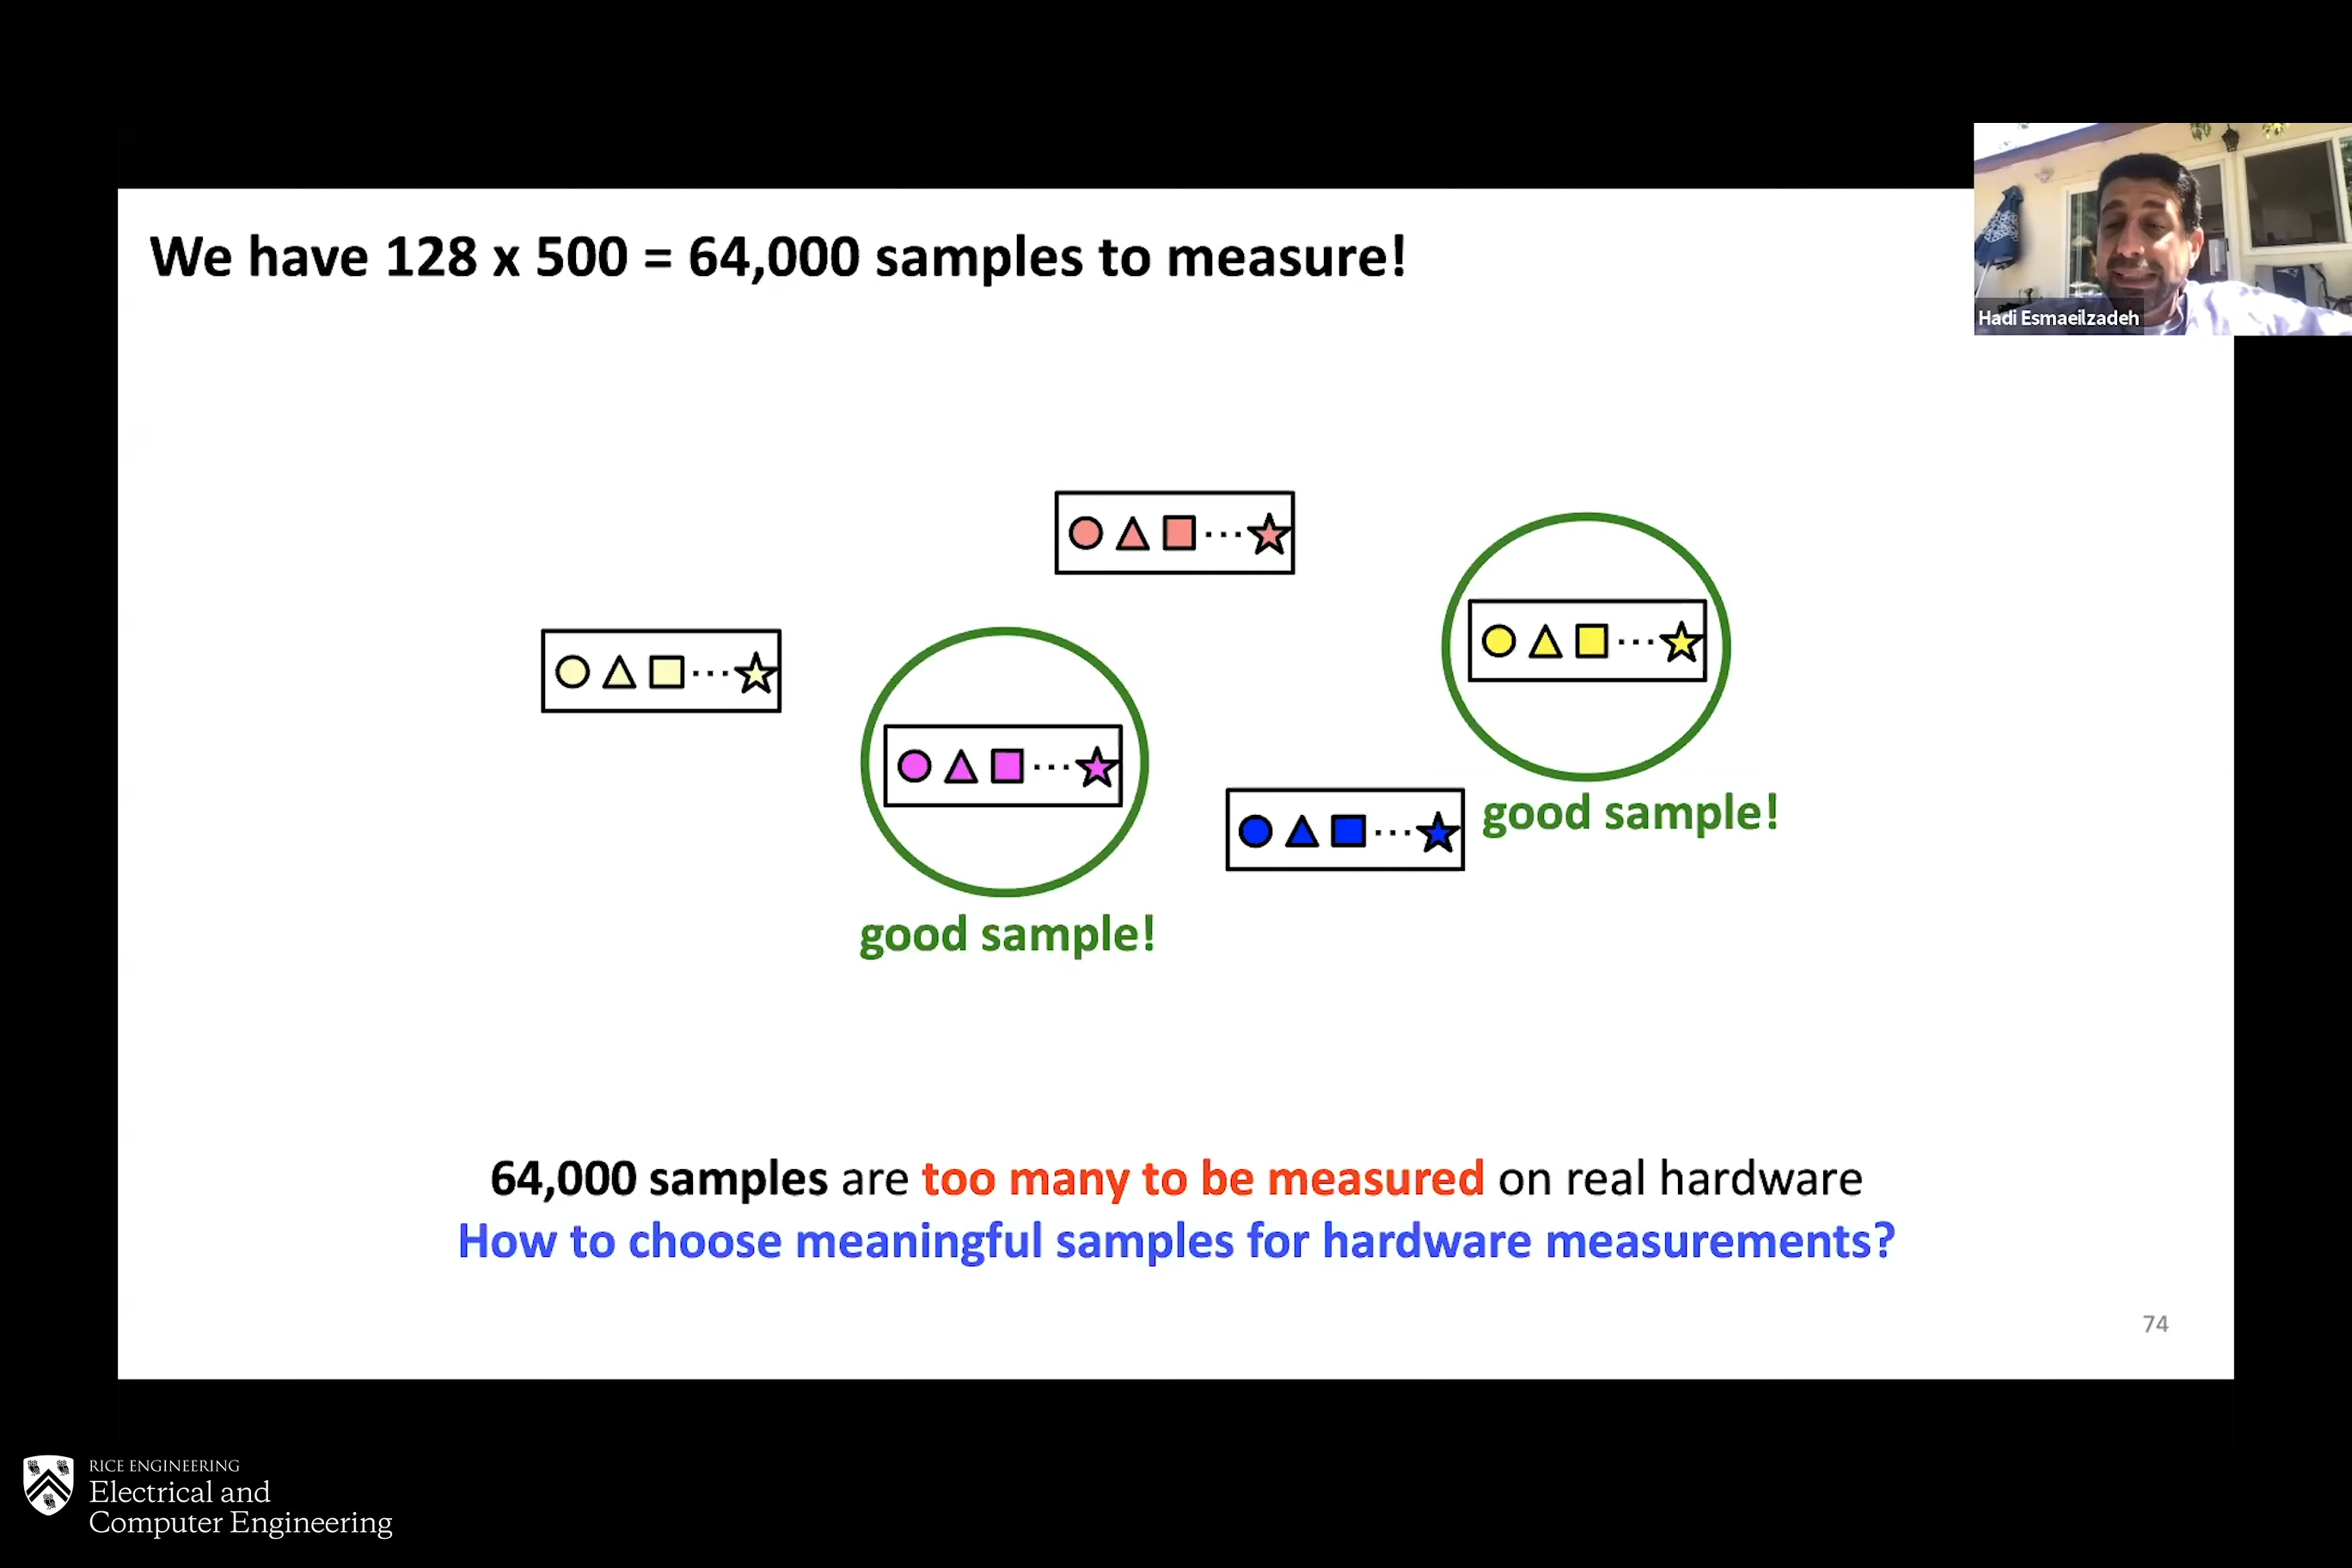 We have 128 x 500 = 64,000 samples to measure!
Hadi Esmaeilzadeh
good sample!
good sample!
64,000 samples are too many to be measured on real hardware
How to choose meaningful samples for hardware measurements?
74
RICE ENGINEERING
Electrical and
Computer Engineering